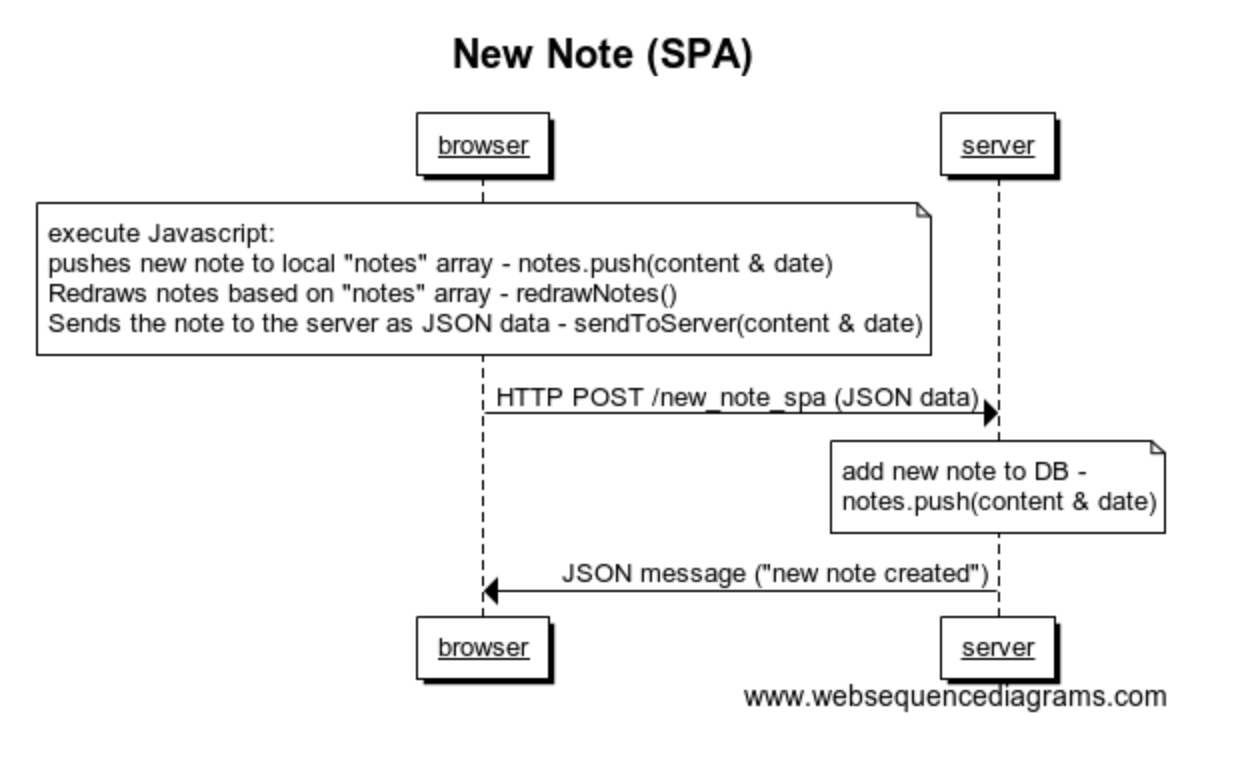 New Note (SPA)
browser
server
execute Javascript:
pushes new note to local "notes" array - notes.push(content & date)
Redraws notes based on "notes" array - redrawNotes()
Sends the note to the server as JSON data - sendToServer(content & date)
HTTP POST /new_note_spa (JSON data)
add new note to DB -
notes.push(content & date)
JSON message ("new note created")
browser
server
www.websequencediagrams.com